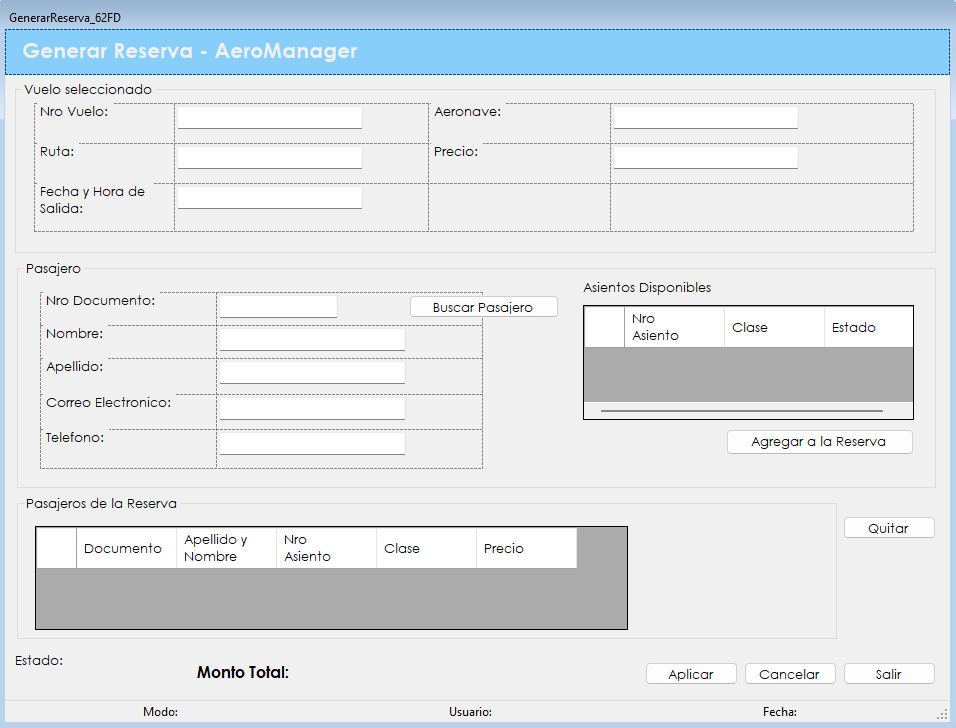 GenerarReserva_62FD
Generar Reserva - AeroManager
Vuelo seleccionado
Nro Vuelo:
Aeronave:
Ruta:
Precio:
Fecha y Hora de
Salida:
Pasajero
Nro Documento:
Buscar Pasajero
Nombre:
Apellido:
Correo Electronico:
Telefono:
Asientos Disponibles
Nro
Asiento
Clase
Estado
Agregar a la Reserva
Pasajeros de la Reserva
Documento
Apellido y
Nombre
Nro
Asiento
Clase
Precio
Quitar
Estado:
Monto Total:
Aplicar
Cancelar
Salir
Modo:
Usuario:
Fecha: